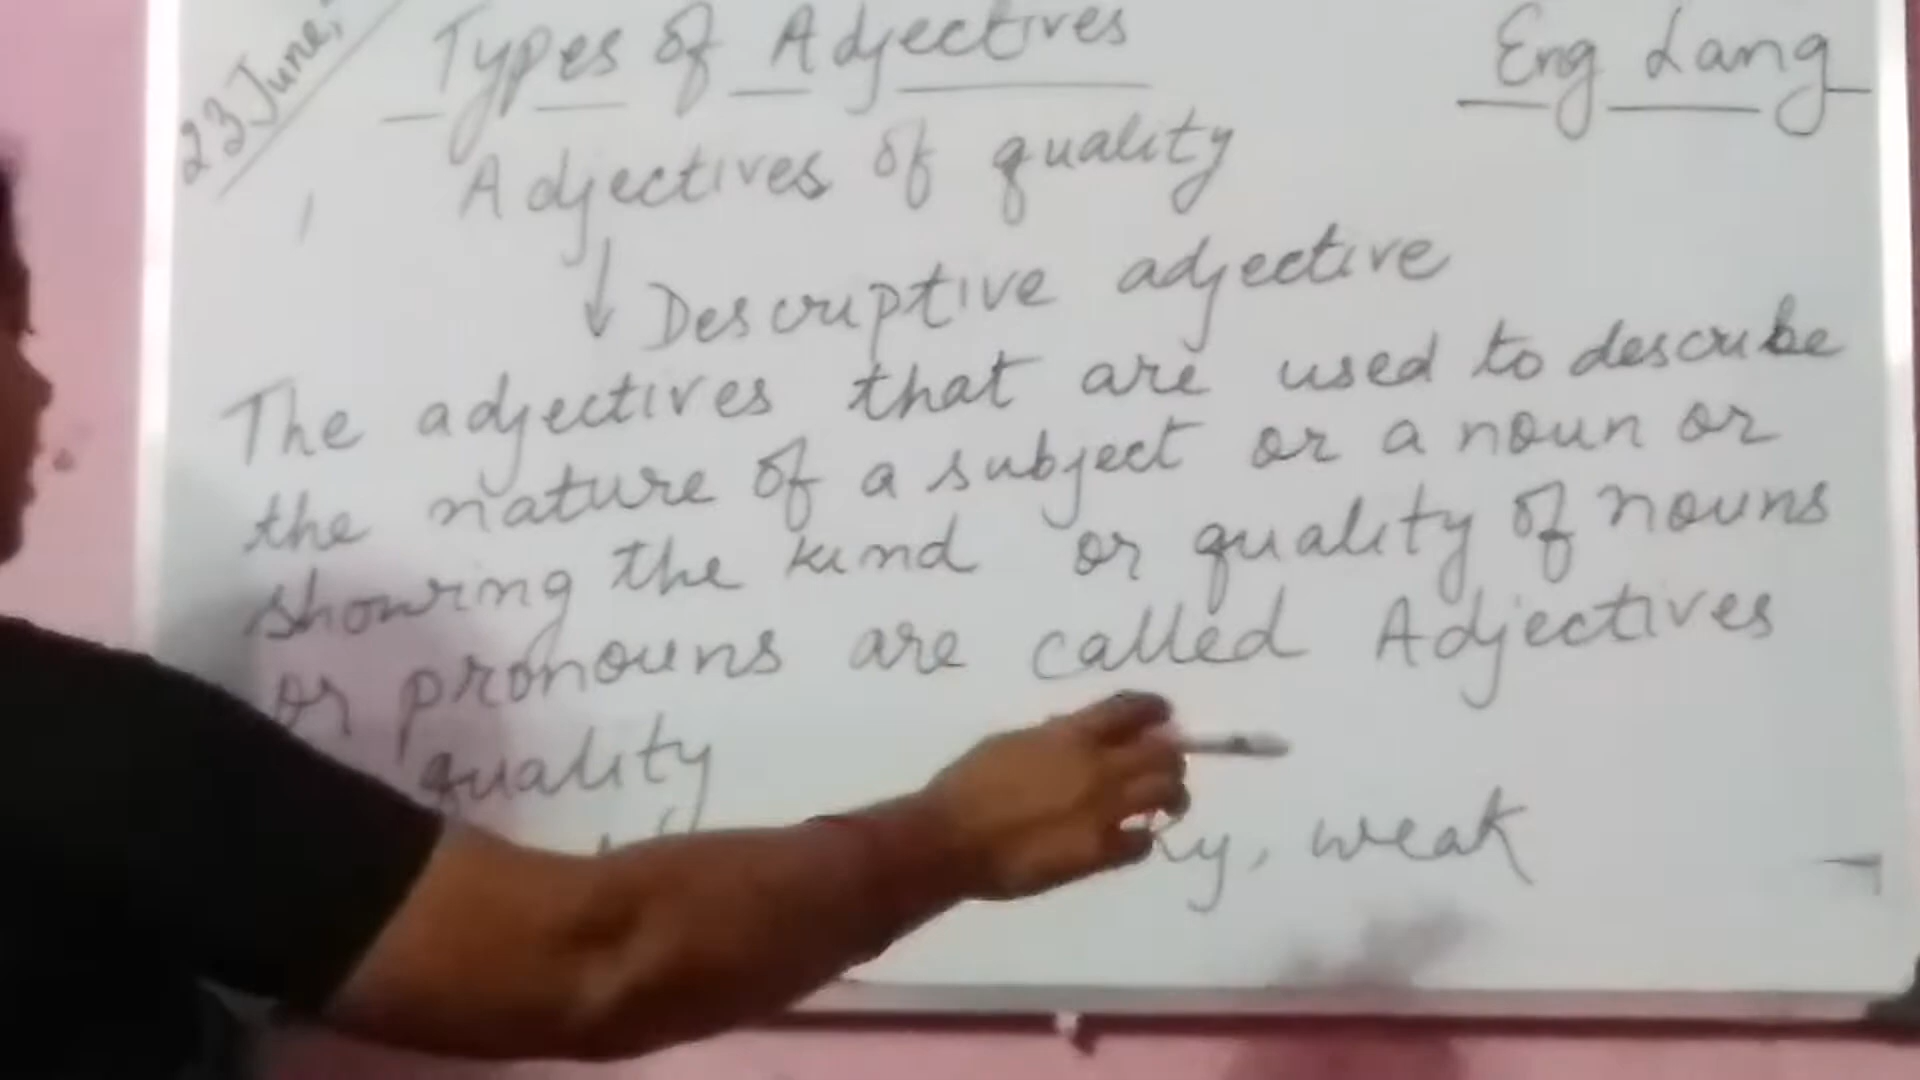 23 June,
Types of Adjectives
Eng Lang
Adjectives of quality
↓ Descriptive adjective
The adjectives that are used to describe
the nature of a subject or a noun or
showing the kind or quality of nouns
or pronouns are called Adjectives
quality
weak